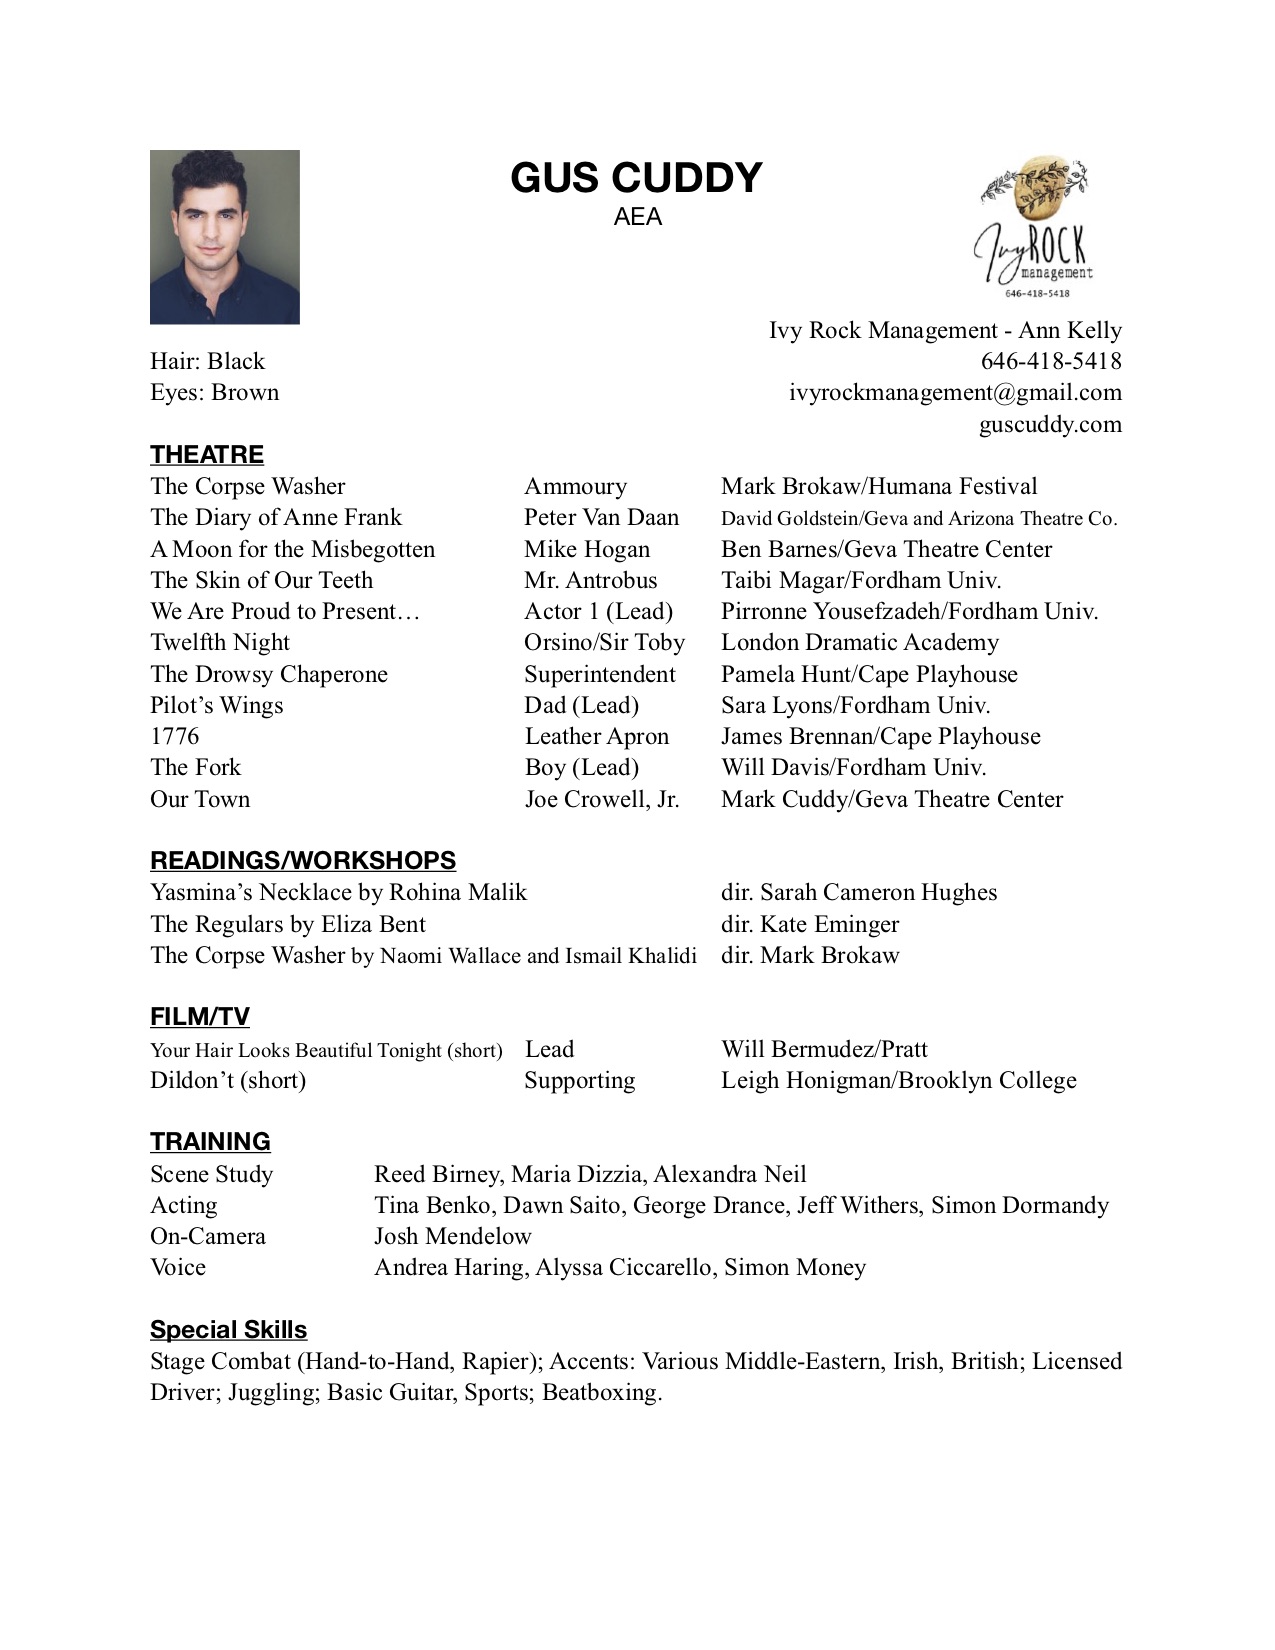 GUS CUDDY
AEA
IvyROCK
management
646-418-5418
Ivy Rock Management - Ann Kelly
Hair: Black 646-418-5418
Eyes: Brown ivyrockmanagement@gmail.com
guscuddy.com
THEATRE
The Corpse Washer Ammoury Mark Brokaw/Humana Festival
The Diary of Anne Frank Peter Van Daan David Goldstein/Geva and Arizona Theatre Co.
A Moon for the Misbegotten Mike Hogan Ben Barnes/Geva Theatre Center
The Skin of Our Teeth Mr. Antrobus Taibi Magar/Fordham Univ.
We Are Proud to Present… Actor 1 (Lead) Pirronne Yousefzadeh/Fordham Univ.
Twelfth Night Orsino/Sir Toby London Dramatic Academy
The Drowsy Chaperone Superintendent Pamela Hunt/Cape Playhouse
Pilot’s Wings Dad (Lead) Sara Lyons/Fordham Univ.
1776 Leather Apron James Brennan/Cape Playhouse
The Fork Boy (Lead) Will Davis/Fordham Univ.
Our Town Joe Crowell, Jr. Mark Cuddy/Geva Theatre Center
READINGS/WORKSHOPS
Yasmina’s Necklace by Rohina Malik dir. Sarah Cameron Hughes
The Regulars by Eliza Bent dir. Kate Eminger
The Corpse Washer by Naomi Wallace and Ismail Khalidi dir. Mark Brokaw
FILM/TV
Your Hair Looks Beautiful Tonight (short) Lead Will Bermudez/Pratt
Dildon’t (short) Supporting Leigh Honigman/Brooklyn College
TRAINING
Scene Study Reed Birney, Maria Dizzia, Alexandra Neil
Acting Tina Benko, Dawn Saito, George Drance, Jeff Withers, Simon Dormandy
On-Camera Josh Mendelow
Voice Andrea Haring, Alyssa Ciccarello, Simon Money
Special Skills
Stage Combat (Hand-to-Hand, Rapier); Accents: Various Middle-Eastern, Irish, British; Licensed
Driver; Juggling; Basic Guitar, Sports; Beatboxing.